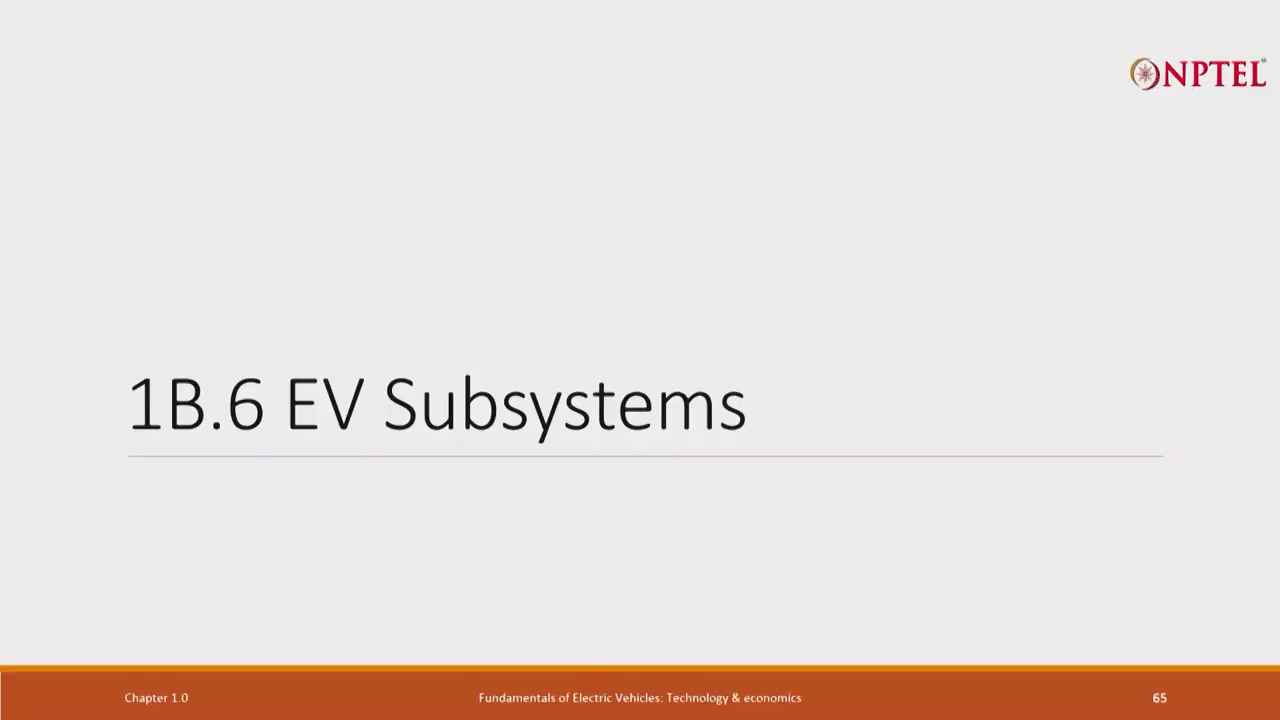 NPTEL
1B.6 EV Subsystems
Chapter 1.0
Fundamentals of Electric Vehicles: Technology & economics
65